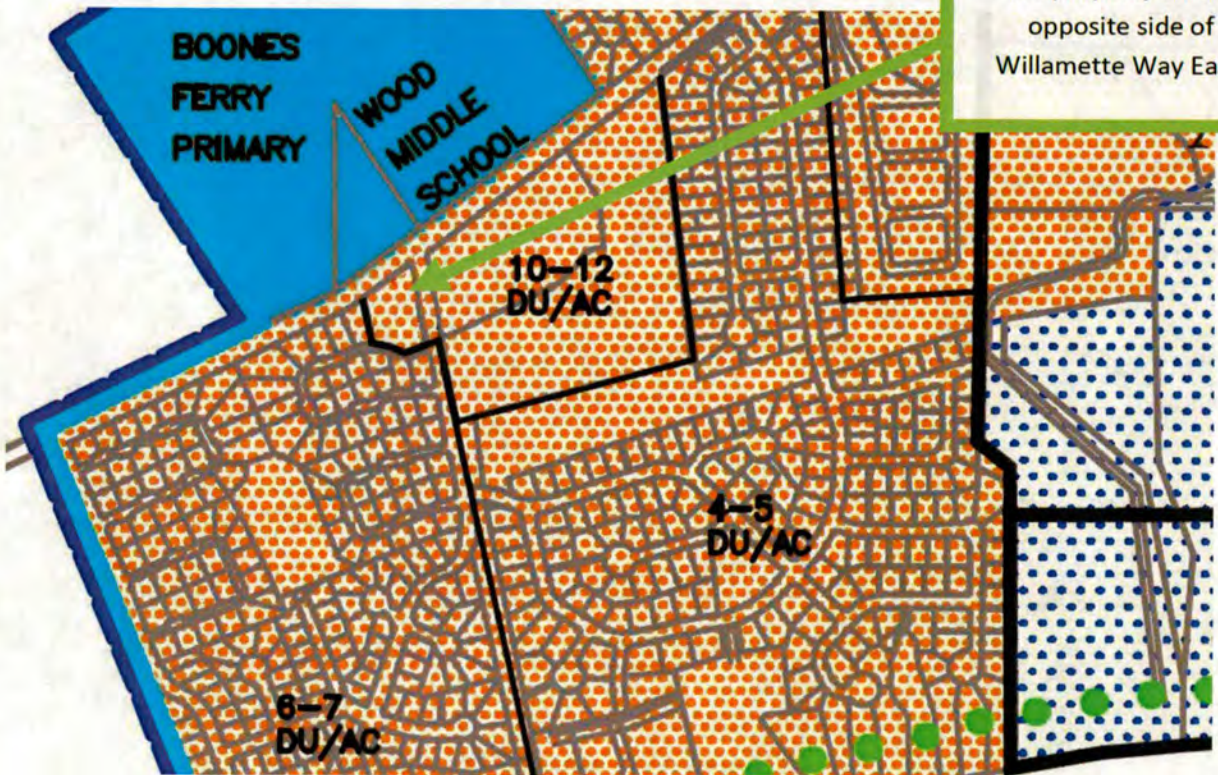 opposite side of
Willamette Way Ea
BOONES
FERRY
PRIMARY
WOOD
MIDDLE
SCHOOL
10-12
DU/AC
4-5
DU/AC
6-7
DU/AC